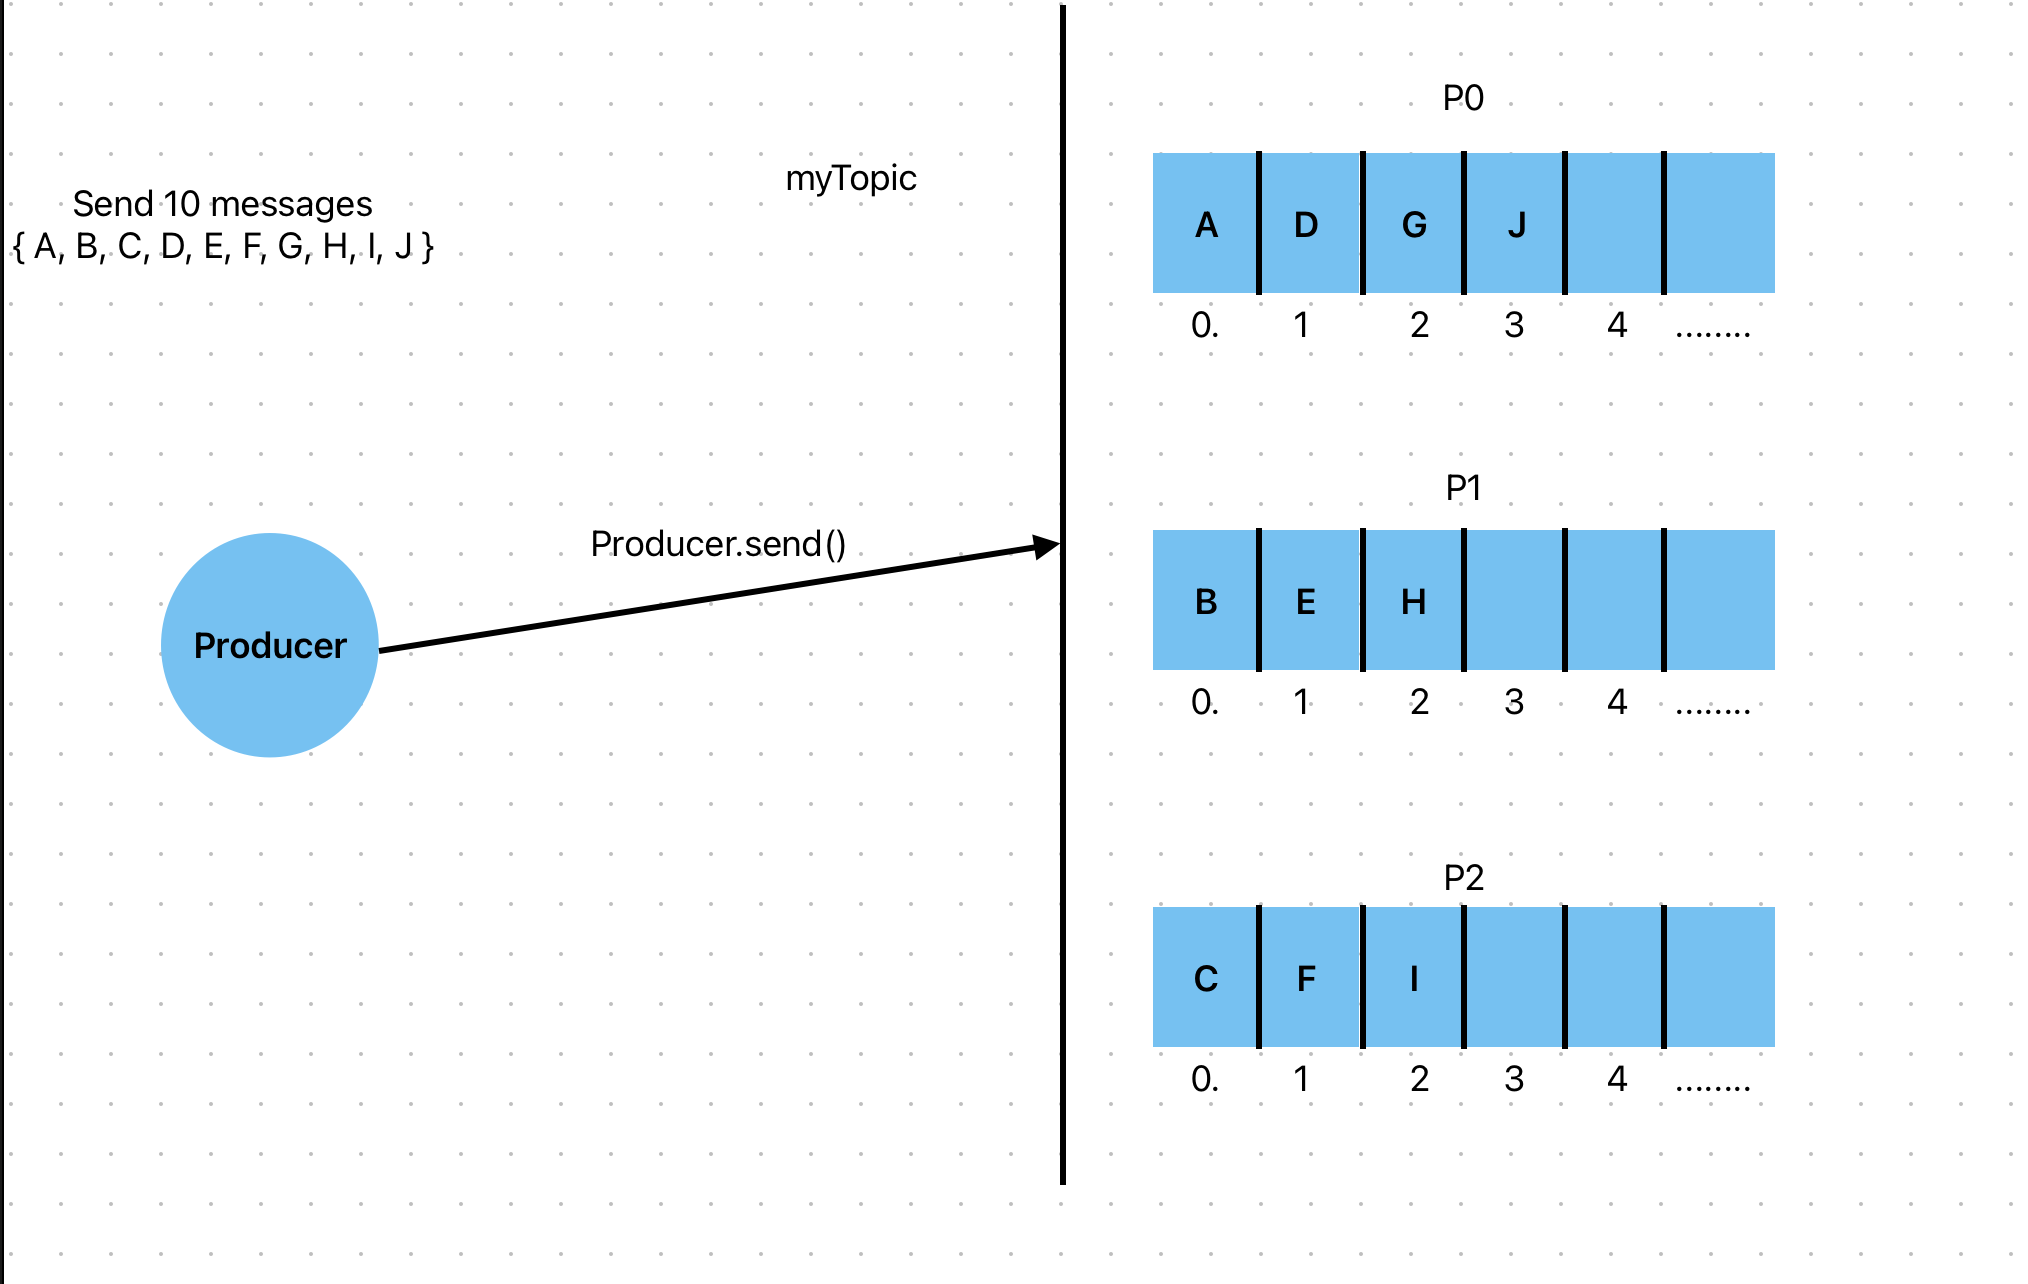 Send 10 messages
{ A, B, C, D, E, F, G, H, I, J }
myTopic
Producer
Producer.send()
P0
A D G J
0. 1 2 3 4 ........
P1
B E H
0. 1 2 3 4 ........
P2
C F I
0. 1 2 3 4 ........